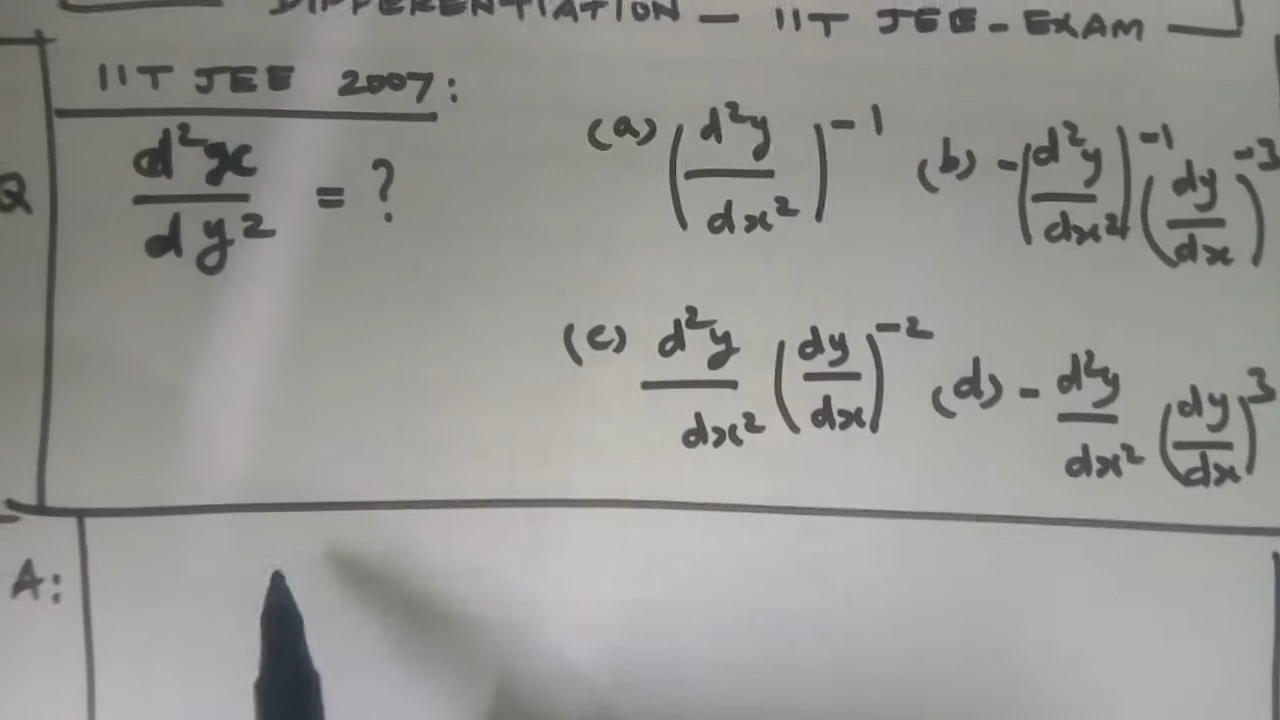 DIFFERENTIATION - IIT JEE - EXAM
Q
IIT JEE 2007:
d²x/dy² = ?
(a) (d²y/dx²)⁻¹ (b) -(d²y/dx²)⁻¹ (dy/dx)⁻³
(c) d²y/dx² (dy/dx)⁻² (d) - d²y/dx² (dy/dx)³
A: